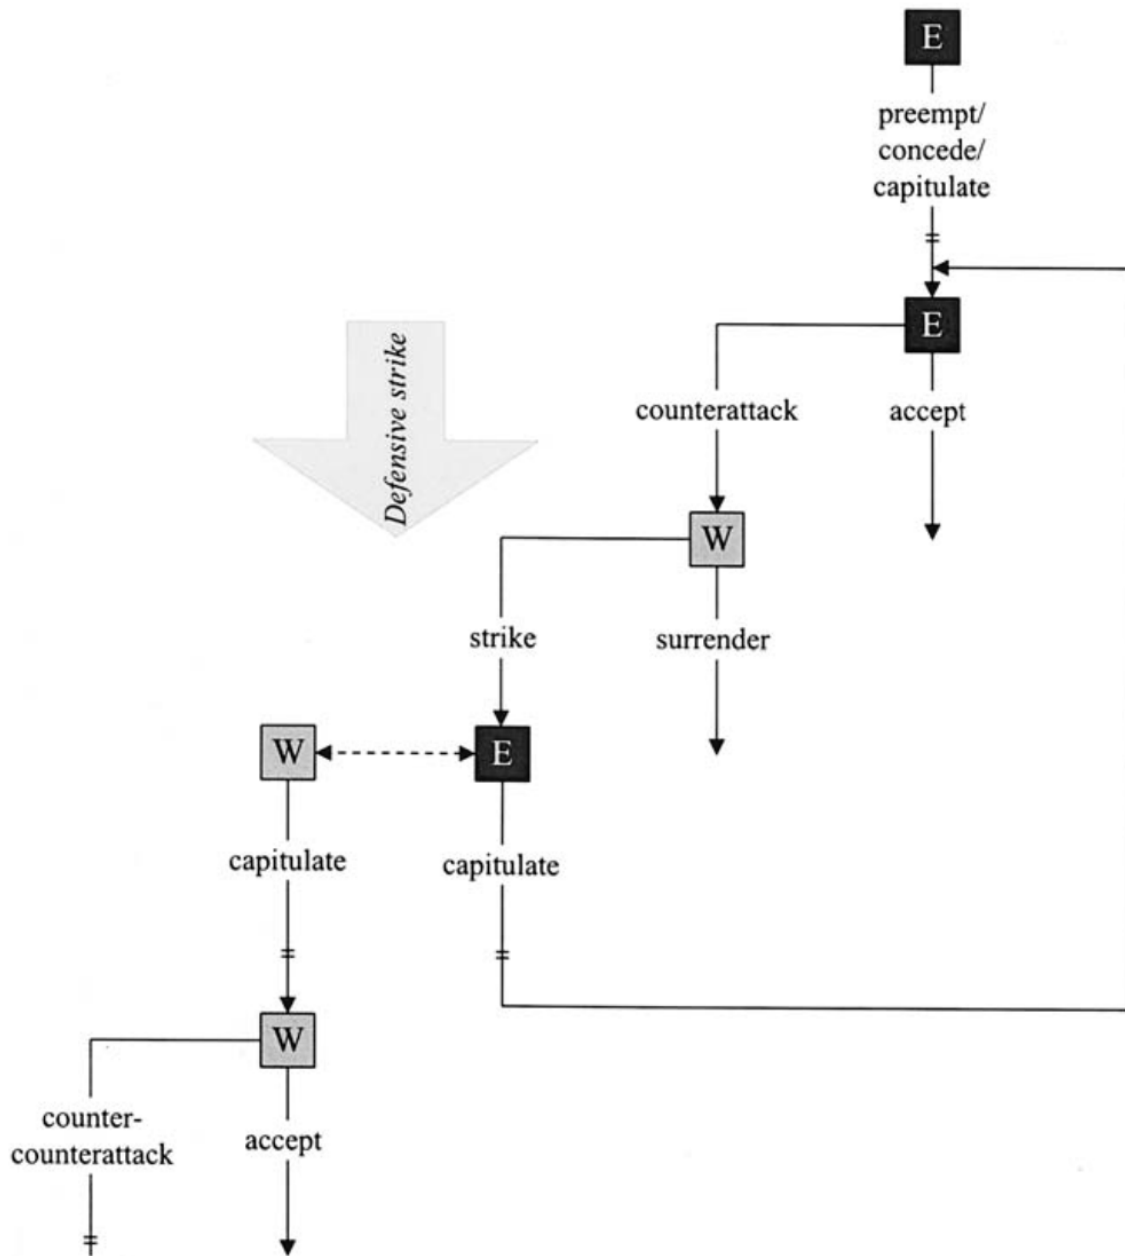 E
preempt/
concede/
capitulate
E
Defensive strike
counterattack
accept
W
strike
surrender
W
E
capitulate
capitulate
W
counter-
counterattack
accept